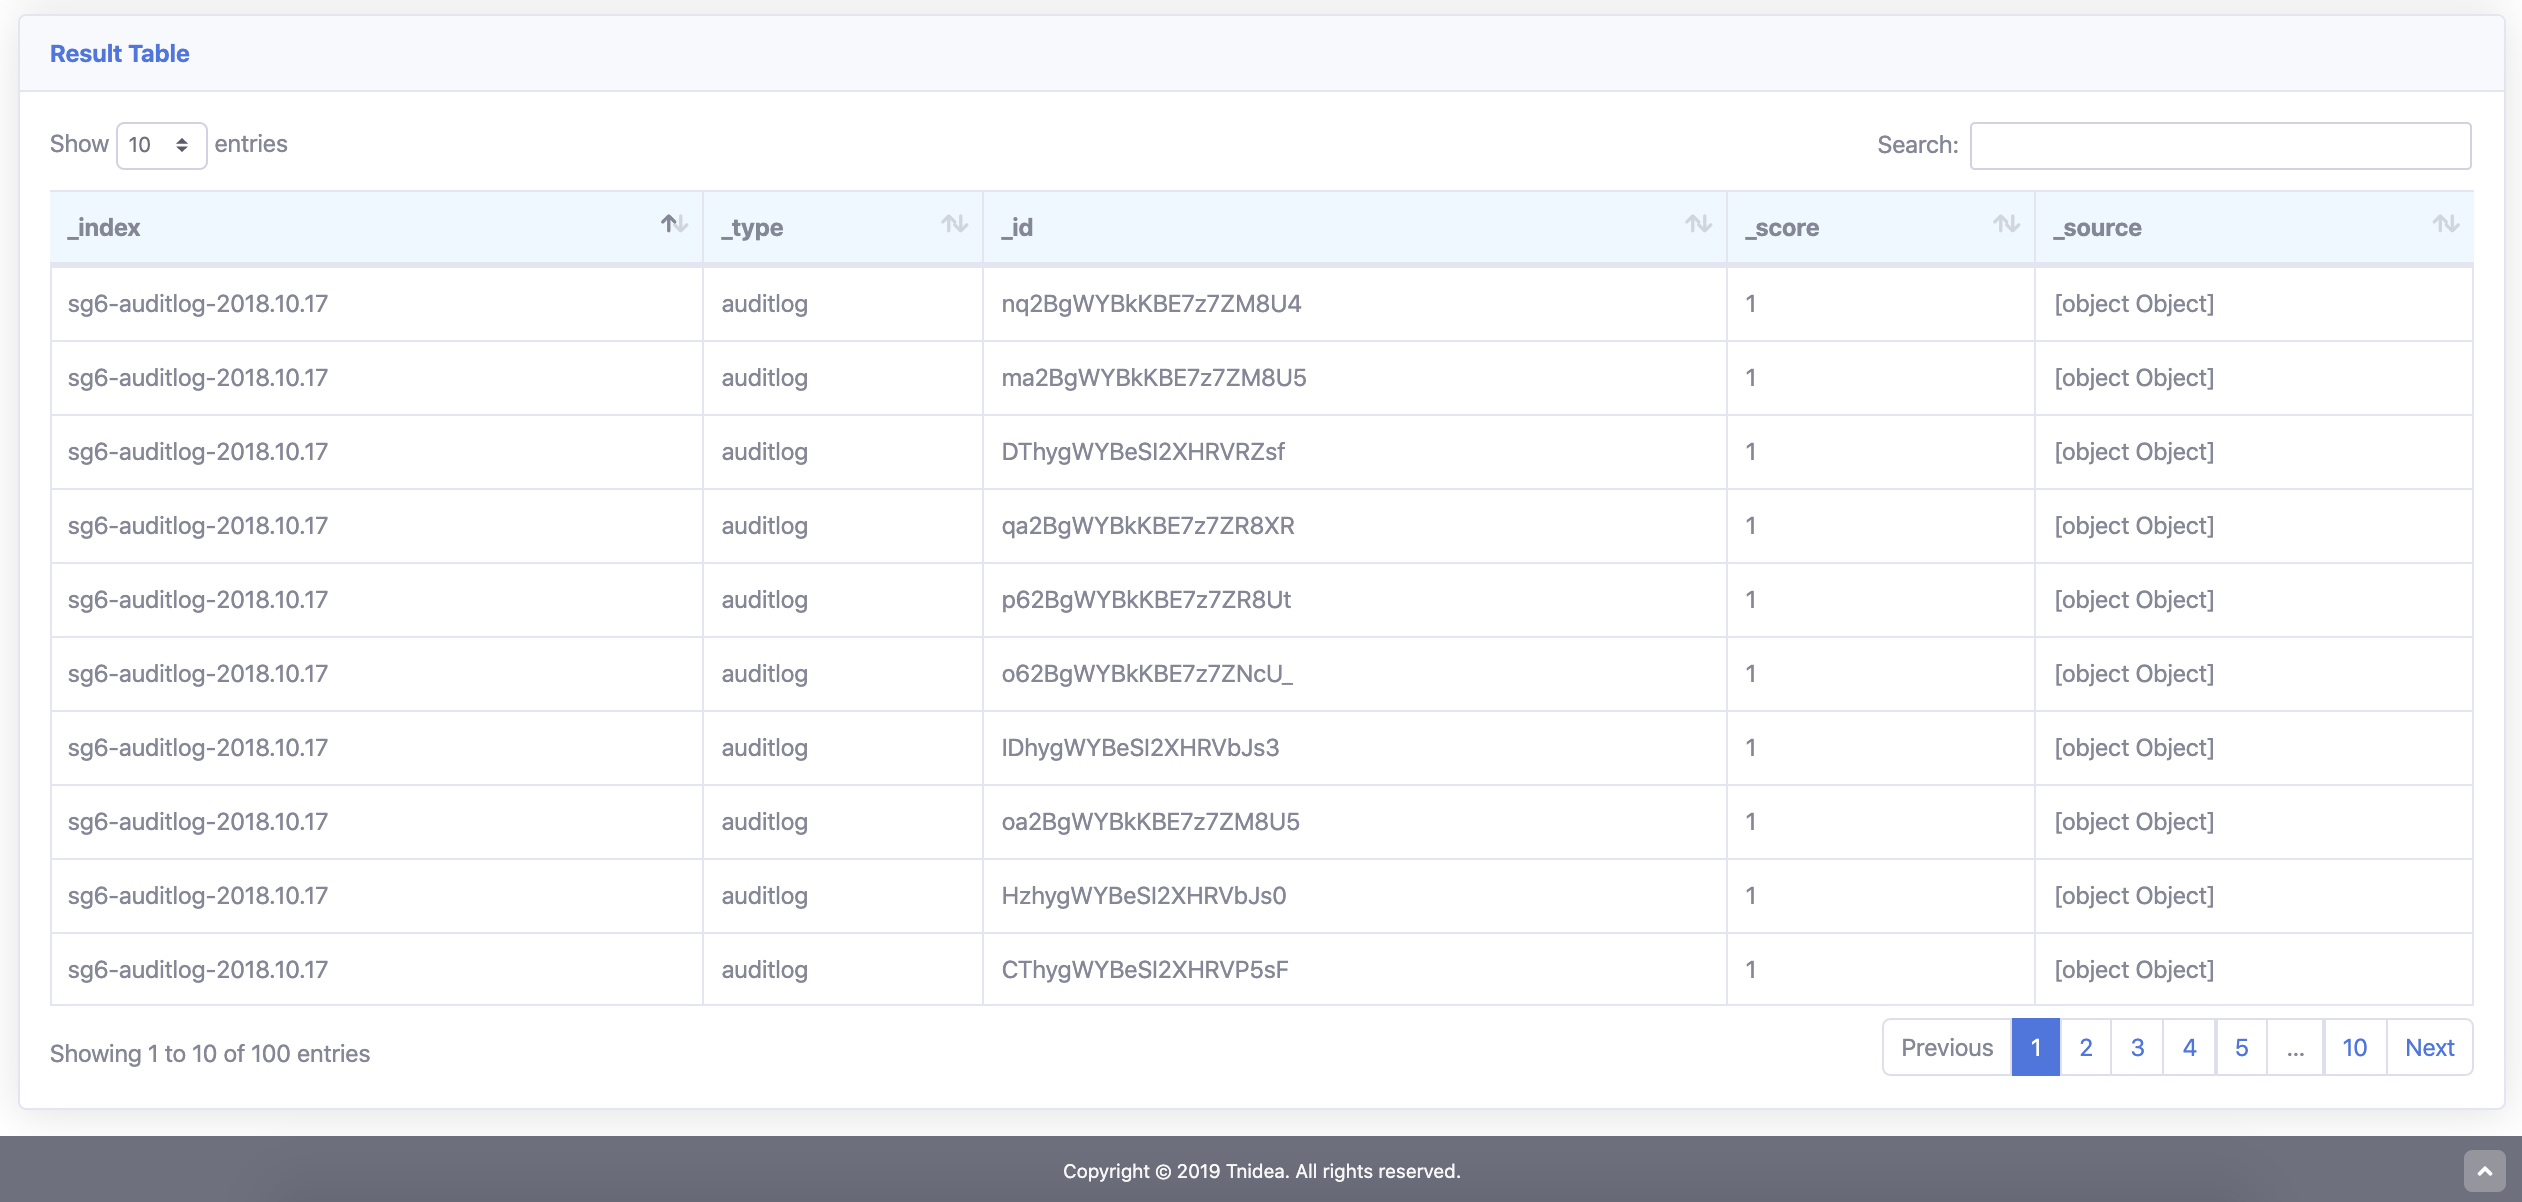 Result Table
Show 10 entries Search:
_index _type _id _score _source
sg6-auditlog-2018.10.17 auditlog nq2BgWYBkKBE7z7ZM8U4 1 [object Object]
sg6-auditlog-2018.10.17 auditlog ma2BgWYBkKBE7z7ZM8U5 1 [object Object]
sg6-auditlog-2018.10.17 auditlog DThygWYBeSI2XHRVRZsf 1 [object Object]
sg6-auditlog-2018.10.17 auditlog qa2BgWYBkKBE7z7ZR8XR 1 [object Object]
sg6-auditlog-2018.10.17 auditlog p62BgWYBkKBE7z7ZR8Ut 1 [object Object]
sg6-auditlog-2018.10.17 auditlog o62BgWYBkKBE7z7ZNcU_ 1 [object Object]
sg6-auditlog-2018.10.17 auditlog IDhygWYBeSI2XHRVbJs3 1 [object Object]
sg6-auditlog-2018.10.17 auditlog oa2BgWYBkKBE7z7ZM8U5 1 [object Object]
sg6-auditlog-2018.10.17 auditlog HzhygWYBeSI2XHRVbJs0 1 [object Object]
sg6-auditlog-2018.10.17 auditlog CThygWYBeSI2XHRVP5sF 1 [object Object]
Showing 1 to 10 of 100 entries Previous 1 2 3 4 5 ... 10 Next
Copyright © 2019 Tnidea. All rights reserved.